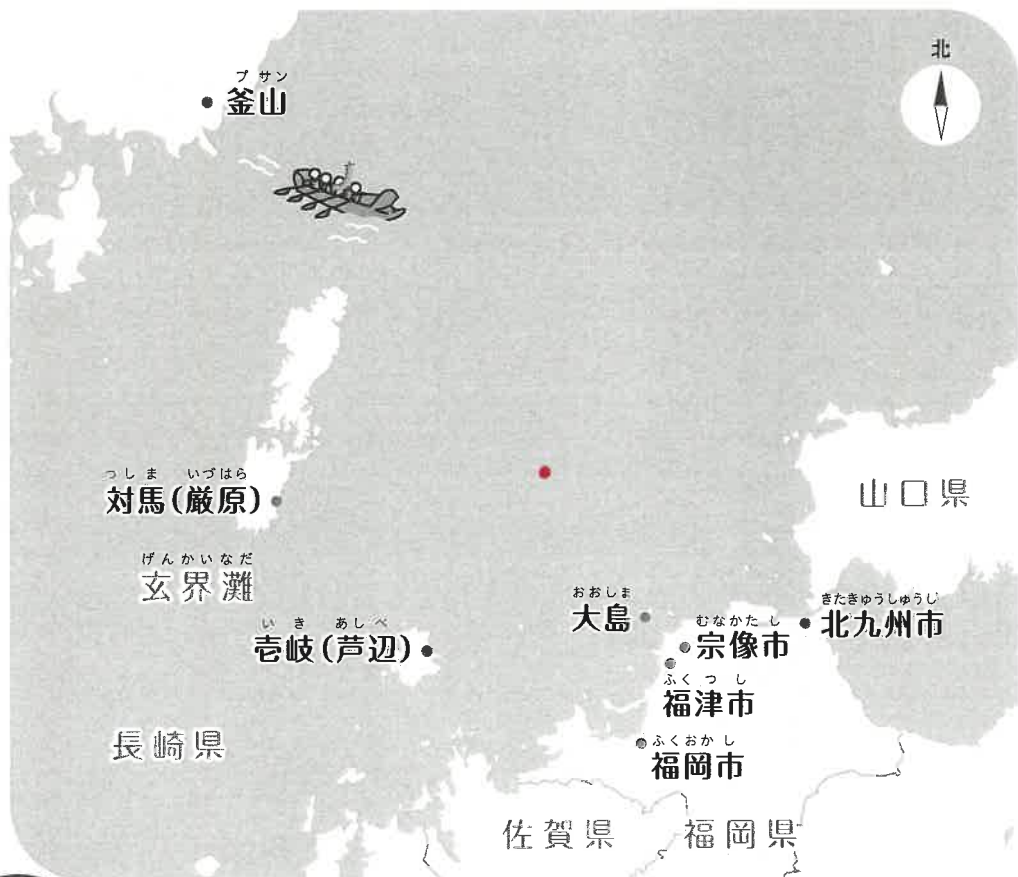 北
プサン
釜山
つしま いづはら
対馬(厳原)
山口県
げんかいなだ
玄界灘
おおしま
大島
きたきゅうしゅうし
北九州市
むなかたし
宗像市
いき あしべ
壱岐(芦辺)
ふくつし
福津市
長崎県
ふくおかし
福岡市
佐賀県
福岡県